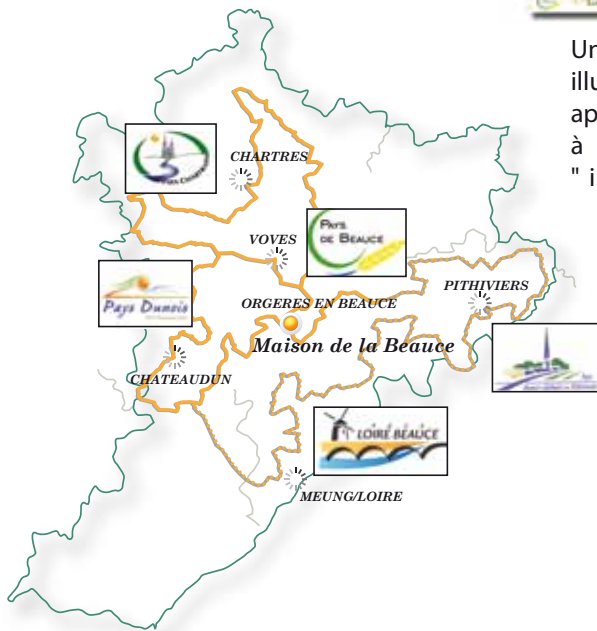 Un
illu
ap
à
" i
CHARTRES
VOVES
PAYS
DE BEAUCE
Pays Dunois
ORGERES EN BEAUCE
PITHIVIERS
Maison de la Beauce
CHATEAUDUN
LOIRE BEAUCE
MEUNG/LOIRE